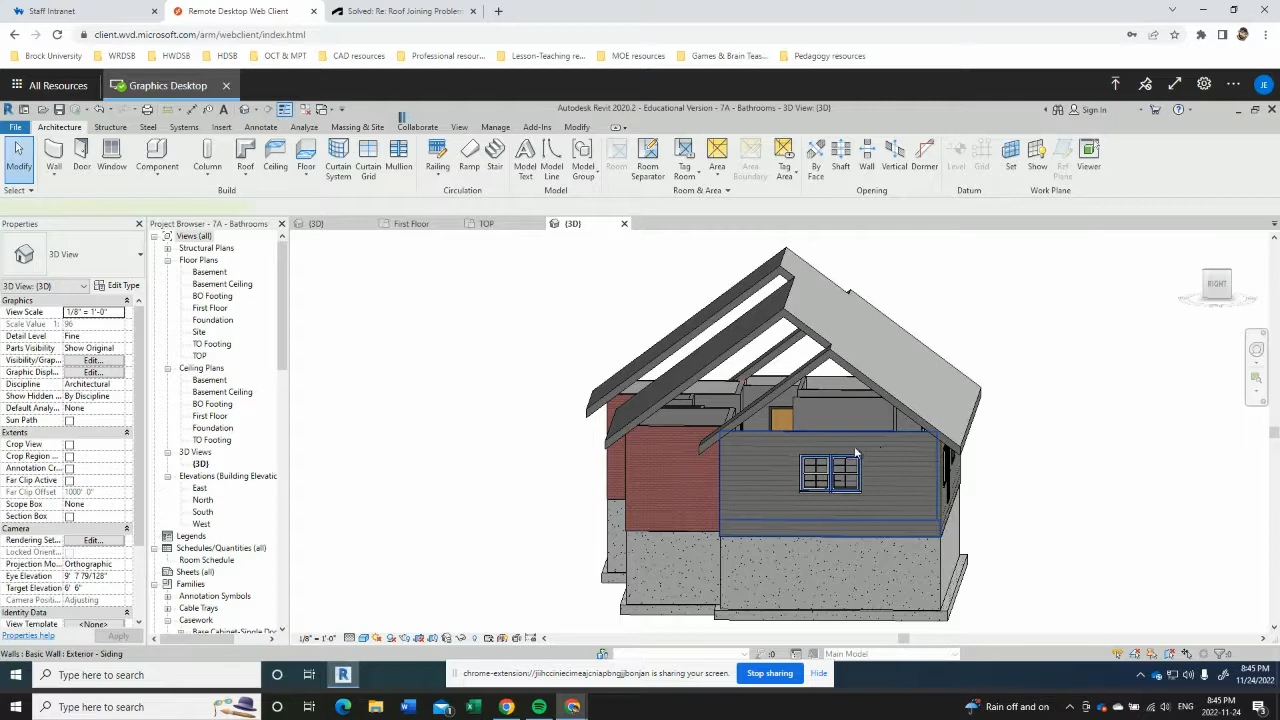 Staff Intranet
Remote Desktop Web Client
Solved: Re: Roof Joining Problem
client.wvd.microsoft.com/arm/webclient/index.html
Brock University WRDSB HWDSB HDSB OCT & MPT CAD resources Professional resour... Lesson-Teaching re... MOE resources Games & Brain Teas... Pedagogy resources
All Resources Graphics Desktop JE
Autodesk Revit 2020.2 - Educational Version - 7A - Bathrooms - 3D View: {3D} Sign In
File Architecture Structure Steel Systems Insert Annotate Analyze Massing & Site Collaborate View Manage Add-Ins Modify
Modify Wall Door Window Component Column Roof Ceiling Floor Curtain System Curtain Grid Mullion Railing Ramp Stair Model Text Model Line Model Group Room Room Separator Tag Room Area Area Boundary Tag Area By Face Shaft Wall Vertical Dormer Level Grid Set Show Ref Plane Viewer
Select Build Circulation Model Room & Area Opening Datum Work Plane
Properties Project Browser - 7A - Bathrooms {3D} First Floor TOP {3D}
3D View
3D View: {3D} Edit Type
Graphics
View Scale 1/8" = 1'-0"
Scale Value 1: 96
Detail Level Fine
Parts Visibility Show Original
Visibility/Grap... Edit...
Graphic Displ... Edit...
Discipline Architectural
Show Hidden ... By Discipline
Default Analy... None
Sun Path
Extents
Crop View
Crop Region ...
Annotation Cr...
Far Clip Active
Far Clip Offset 1000' 0"
Scope Box None
Section Box
Camera
Rendering Set... Edit...
Locked Orient...
Projection Mo... Orthographic
Eye Elevation 9' 7 79/128"
Target Elevation 6' 6"
Camera Positi... Adjusting
Identity Data
View Template <None>
Properties help Apply
Views (all)
Structural Plans
Floor Plans
Basement
Basement Ceiling
BO Footing
First Floor
Foundation
Site
TO Footing
TOP
Ceiling Plans
Basement
Basement Ceiling
BO Footing
First Floor
Foundation
TO Footing
3D Views
{3D}
Elevations (Building Elevatio
East
North
South
West
Legends
Schedules/Quantities (all)
Room Schedule
Sheets (all)
Families
Annotation Symbols
Cable Trays
Casework
Base Cabinet-Single Doo
RIGHT
1/8" = 1'-0"
Walls : Basic Wall : Exterior - Siding :0 Main Model :0
Type here to search
chrome-extension://jiihcciniecimeajcniapbngjjbonjan is sharing your screen. Stop sharing Hide
8:45 PM
11/24/2022
Type here to search
Rain off and on ENG 8:45 PM
2022-11-24